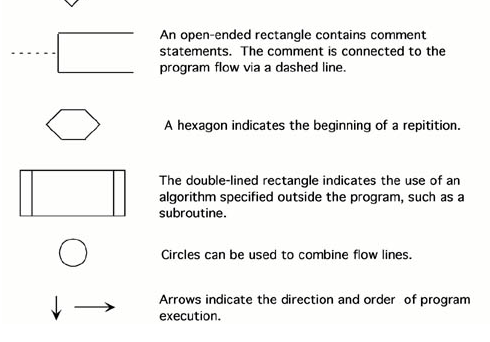 An open-ended rectangle contains comment
statements. The comment is connected to the
program flow via a dashed line.
A hexagon indicates the beginning of a repitition.
The double-lined rectangle indicates the use of an
algorithm specified outside the program, such as a
subroutine.
Circles can be used to combine flow lines.
Arrows indicate the direction and order of program
execution.